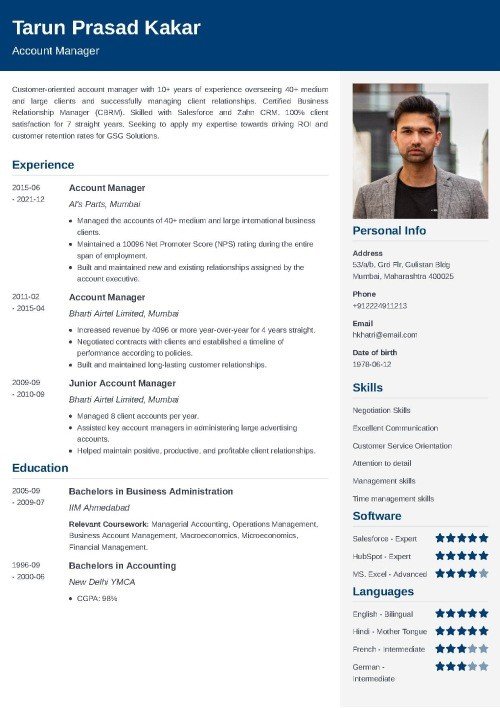 Tarun Prasad Kakar
Account Manager
Customer-oriented account manager with 10+ years of experience overseeing 40+ medium
and large clients and successfully managing client relationships. Certified Business
Relationship Manager (CBRM). Skilled with Salesforce and Zahn CRM. 100% client
satisfaction for 7 straight years. Seeking to apply my expertise towards driving ROI and
customer retention rates for GSG Solutions.
Experience
2015-06
- 2021-12
Account Manager
Al's Parts, Mumbai
• Managed the accounts of 40+ medium and large international business
clients.
• Maintained a 10096 Net Promoter Score (NPS) rating during the entire
span of employment.
• Built and maintained new and existing relationships assigned by the
account executive.
2011-02
- 2015-04
Account Manager
Bharti Airtel Limited, Mumbai
• Increased revenue by 4096 or more year-over-year for 4 years straight.
• Negotiated contracts with clients and established a timeline of
performance according to policies.
• Built and maintained long-lasting customer relationships.
2009-09
- 2010-09
Junior Account Manager
Bharti Airtel Limited, Mumbai
• Managed 8 client accounts per year.
• Assisted key account managers in administering large advertising
accounts.
• Helped maintain positive, productive, and profitable client relationships.
Education
2005-09
- 2009-07
Bachelors in Business Administration
IIM Ahmedabad
Relevant Coursework: Managerial Accounting, Operations Management,
Business Account Management, Macroeconomics, Microeconomics,
Financial Management.
1996-09
- 2000-06
Bachelors in Accounting
New Delhi YMCA
• CGPA: 98%
Personal Info
Address
53/a/b, Grd Flr, Gulistan Bldg
Mumbai, Maharashtra 400025
Phone
+912224911213
Email
hkhatri@email.com
Date of birth
1978-06-12
Skills
Negotiation Skills
Excellent Communication
Customer Service Orientation
Attention to detail
Management skills
Time management skills
Software
Salesforce - Expert
HubSpot - Expert
MS. Excel - Advanced
Languages
English - Bilingual
Hindi - Mother Tongue
French - Intermediate
German -
Intermediate